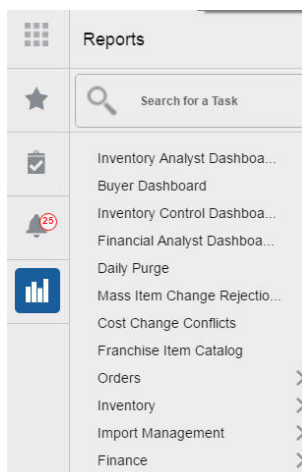 Reports
Search for a Task
Inventory Analyst Dashboa...
Buyer Dashboard
Inventory Control Dashboa...
25
Financial Analyst Dashboa...
Daily Purge
Mass Item Change Rejectio...
Cost Change Conflicts
Franchise Item Catalog
Orders
Inventory
Import Management
Finance